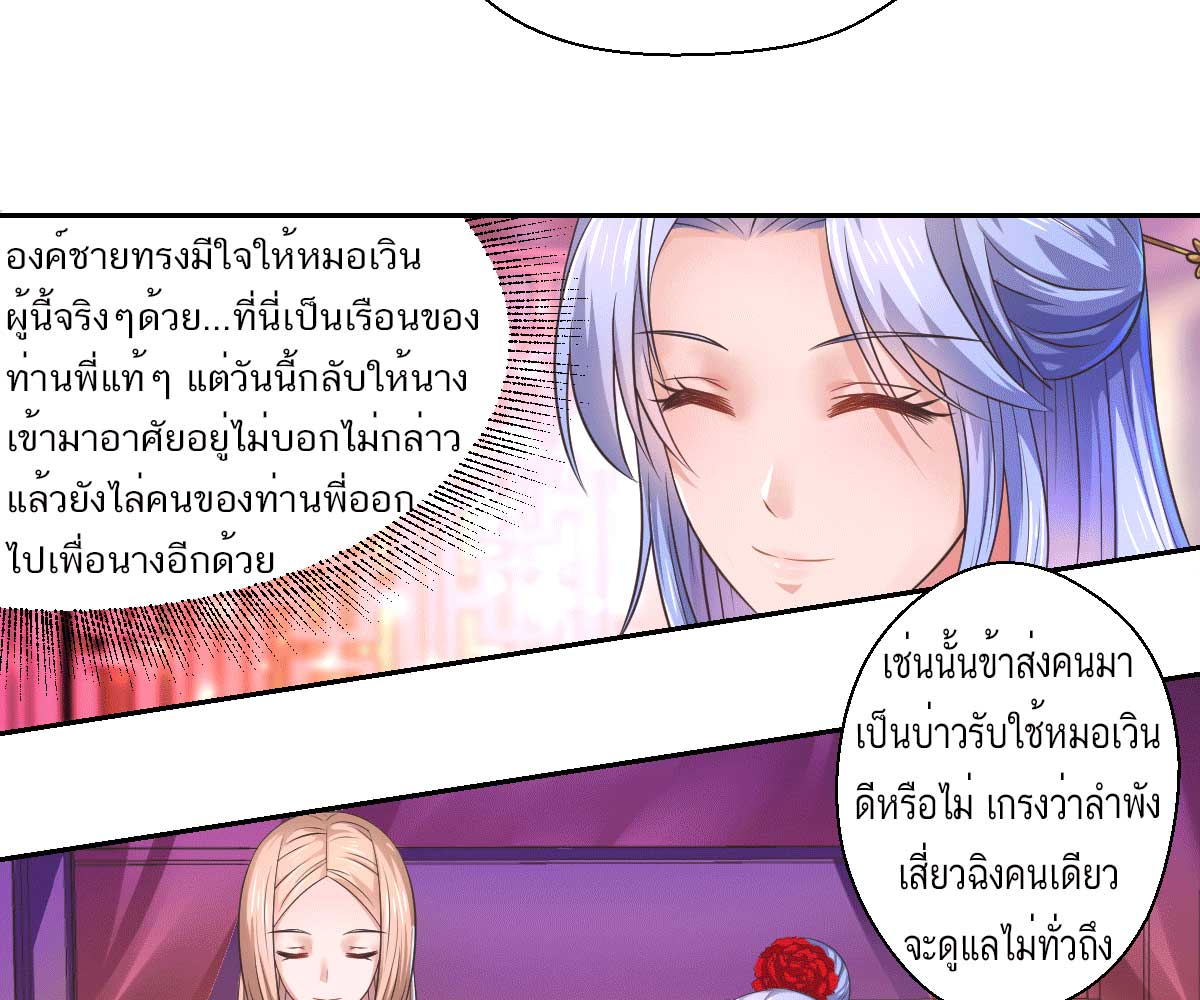 องค์ชายทรงมีใจให้หมอเวิน
ผู้นี้จริงๆด้วย...ที่นี่เป็นเรือนของ
ท่านพี่แท้ๆ แต่วันนี้กลับให้นาง
เข้ามาอาศัยอยู่ไม่บอกไม่กล่าว
แล้วยังไล่คนของท่านพี่ออก
ไปเพื่อนางอีกด้วย
เช่นนั้นข้าส่งคนมา
เป็นบ่าวรับใช้หมอเวิน
ดีหรือไม่ เกรงว่าลำพัง
เสี่ยวฉิงคนเดียว
จะดูแลไม่ทั่วถึง